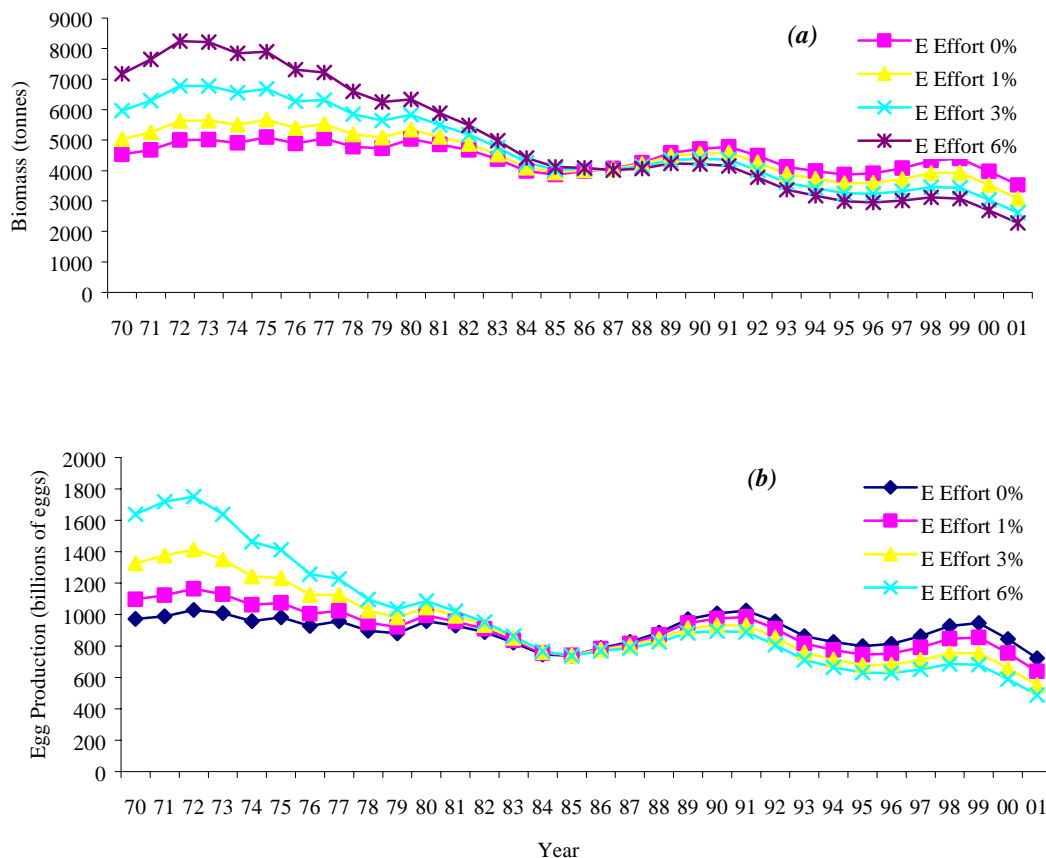 (a)
E Effort 0%
E Effort 1%
E Effort 3%
E Effort 6%
Biomass (tonnes)
9000
8000
7000
6000
5000
4000
3000
2000
1000
0
70 71 72 73 74 75 76 77 78 79 80 81 82 83 84 85 86 87 88 89 90 91 92 93 94 95 96 97 98 99 00 01
(b)
E Effort 0%
E Effort 1%
E Effort 3%
E Effort 6%
Egg Production (billions of eggs)
2000
1800
1600
1400
1200
1000
800
600
400
200
0
70 71 72 73 74 75 76 77 78 79 80 81 82 83 84 85 86 87 88 89 90 91 92 93 94 95 96 97 98 99 00 01
Year